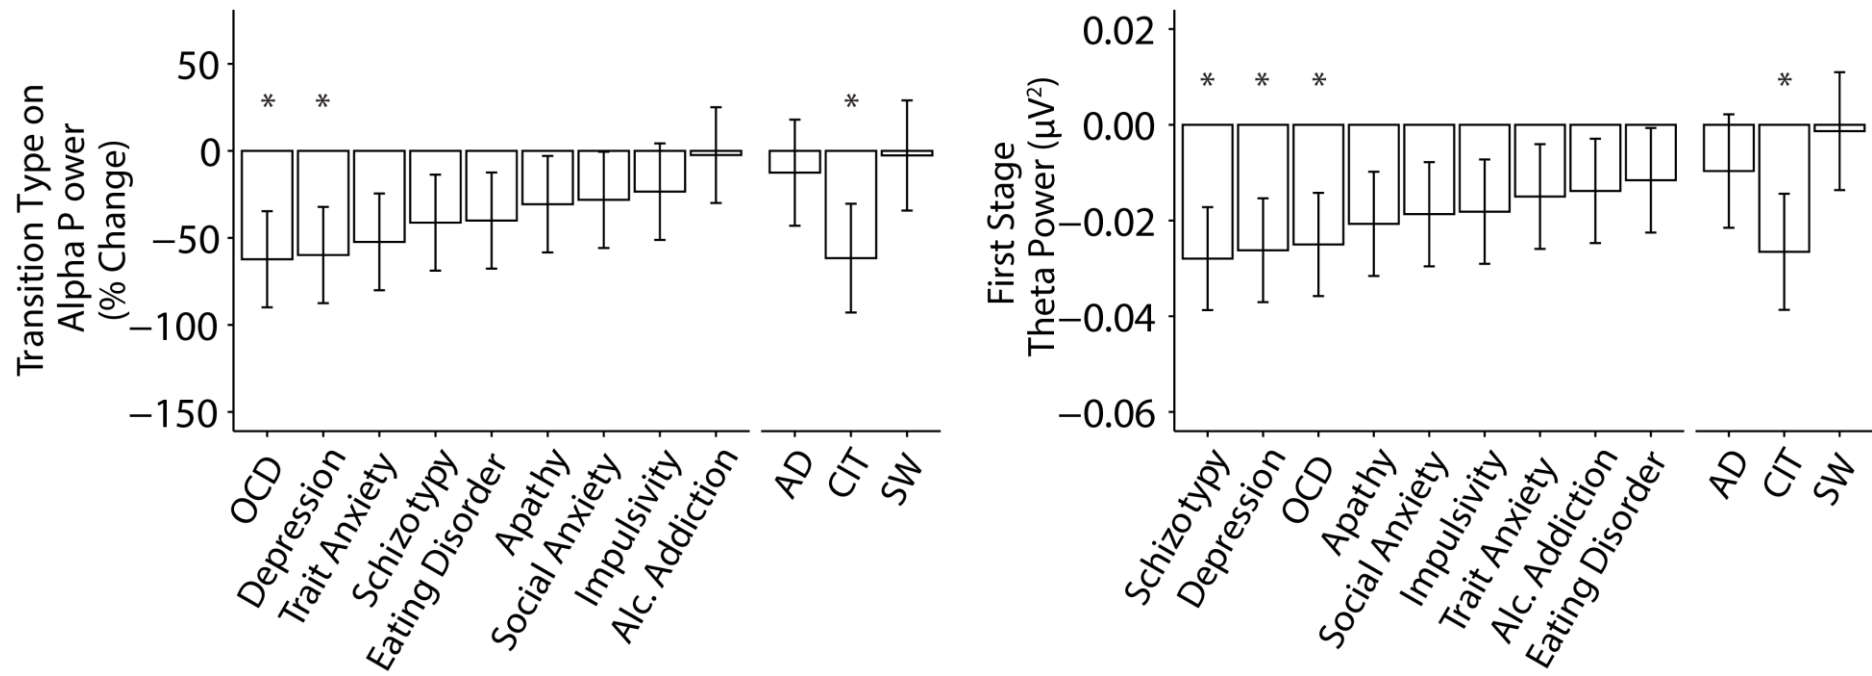 Transition Type on
Alpha P ower
(% Change)
50
0
−50
−100
−150
* * *
OCD
Depression
Trait Anxiety
Schizotypy
Eating Disorder
Apathy
Social Anxiety
Impulsivity
Alc. Addiction
AD
CIT
SW
First Stage
Theta Power (µV²)
0.02
0.00
−0.02
−0.04
−0.06
* * * *
Schizotypy
Depression
OCD
Apathy
Social Anxiety
Impulsivity
Trait Anxiety
Alc. Addiction
Eating Disorder
AD
CIT
SW